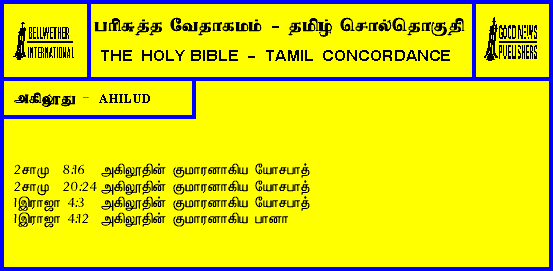 BELLWETHER
INTERNATIONAL
பரிசுத்த வேதாகமம் - தமிழ் சொல்தொகுதி
THE HOLY BIBLE - TAMIL CONCORDANCE
GOOD NEWS
PUBLISHERS
அகிலூது - AHILUD
2சாமு 8:16 அகிலூதின் குமாரனாகிய யோசபாத்
2சாமு 20:24 அகிலூதின் குமாரனாகிய யோசபாத்
1இராஜா 4:3 அகிலூதின் குமாரனாகிய யோசபாத்
1இராஜா 4:12 அகிலூதின் குமாரனாகிய பானா